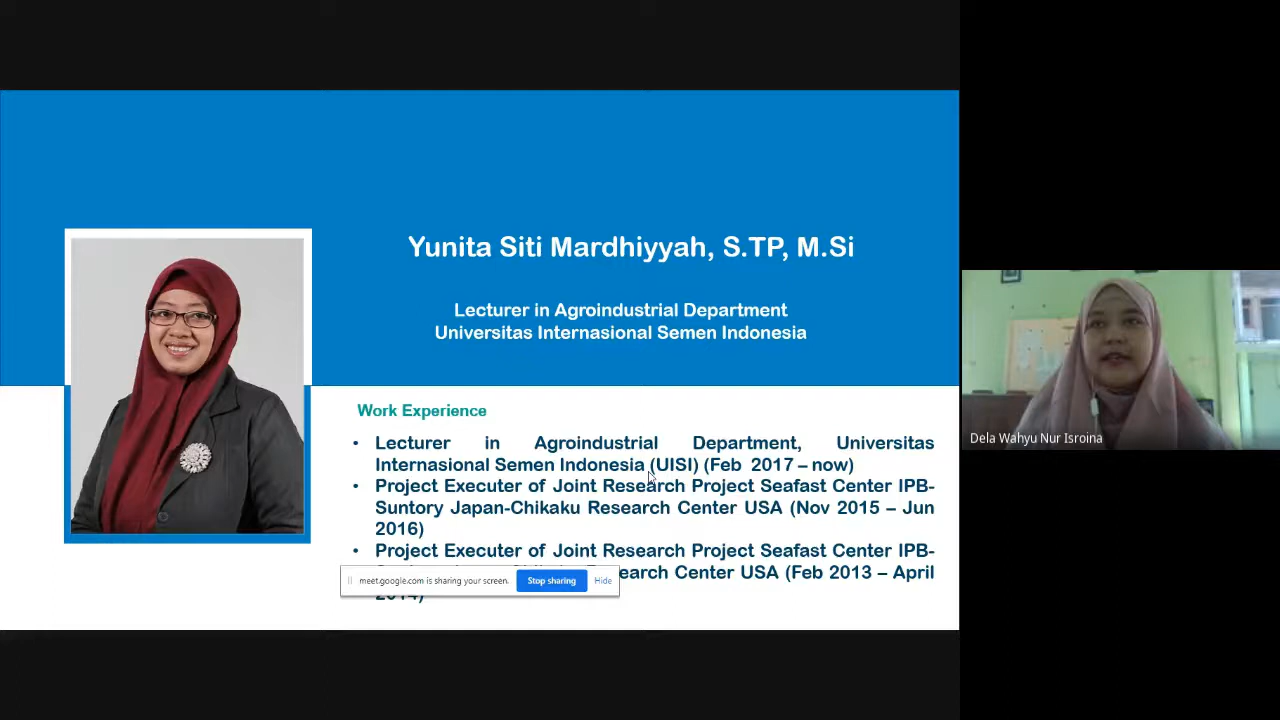 Yunita Siti Mardhiyyah, S.TP, M.Si
Lecturer in Agroindustrial Department
Universitas Internasional Semen Indonesia
Work Experience
• Lecturer in Agroindustrial Department, Universitas
Internasional Semen Indonesia (UISI) (Feb 2017 – now)
• Project Executer of Joint Research Project Seafast Center IPB-
Suntory Japan-Chikaku Research Center USA (Nov 2015 – Jun
2016)
• Project Executer of Joint Research Project Seafast Center IPB-
Research Center USA (Feb 2013 – April
2014)
meet.google.com is sharing your screen.
Stop sharing
Hide
Dela Wahyu Nur Isroina